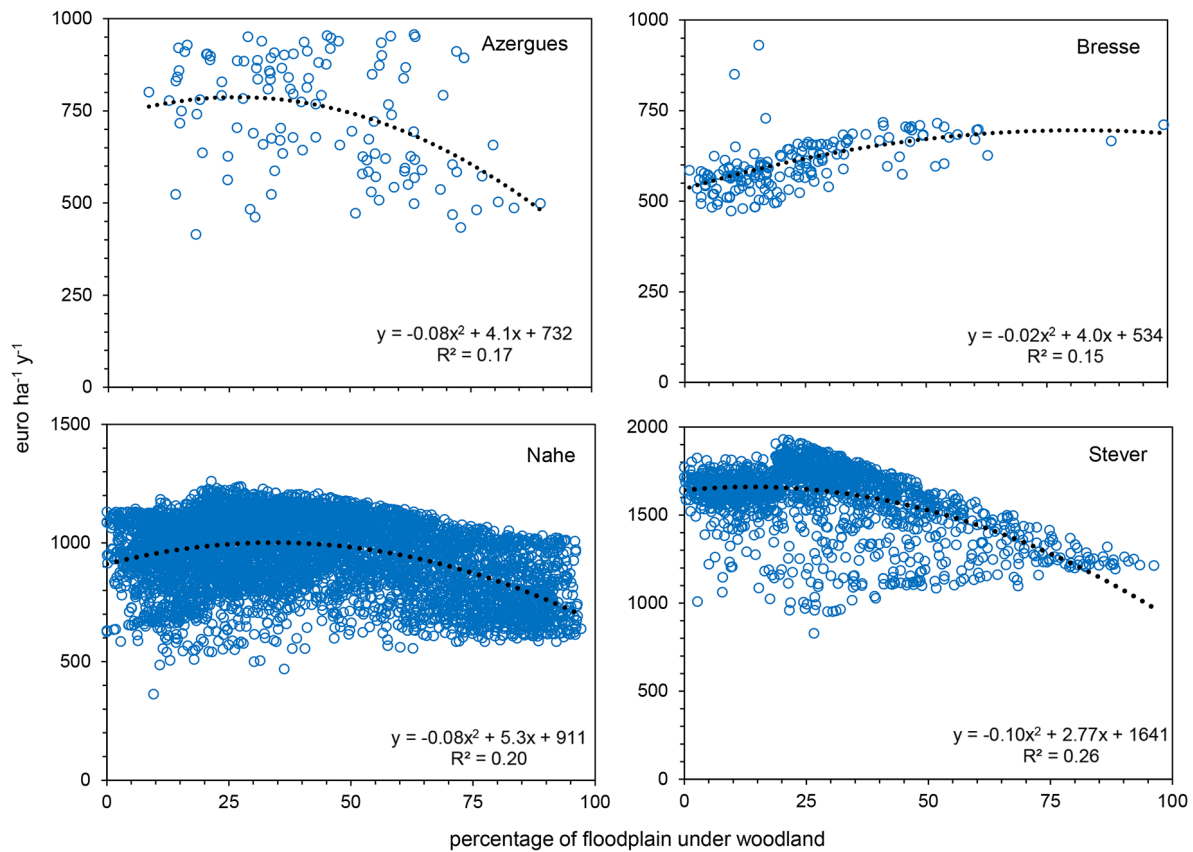 1000
750
500
250
0
Azergues
y = -0.08x² + 4.1x + 732
R² = 0.17
1000
750
500
250
0
Bresse
y = -0.02x² + 4.0x + 534
R² = 0.15
euro ha⁻¹ y⁻¹
1500
1000
500
0
Nahe
y = -0.08x² + 5.3x + 911
R² = 0.20
0 25 50 75 100
2000
1500
1000
500
0
Stever
y = -0.10x² + 2.77x + 1641
R² = 0.26
0 25 50 75 100
percentage of floodplain under woodland